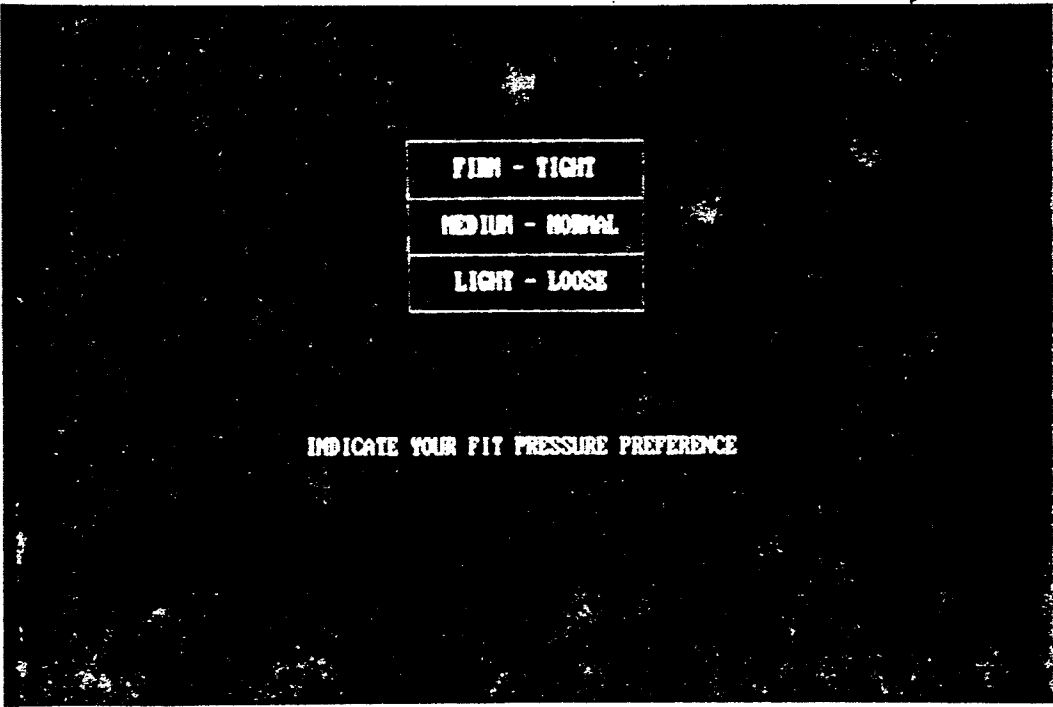 FIRM - TIGHT
MEDIUM - NORMAL
LIGHT - LOOSE
INDICATE YOUR FIT PRESSURE PREFERENCE